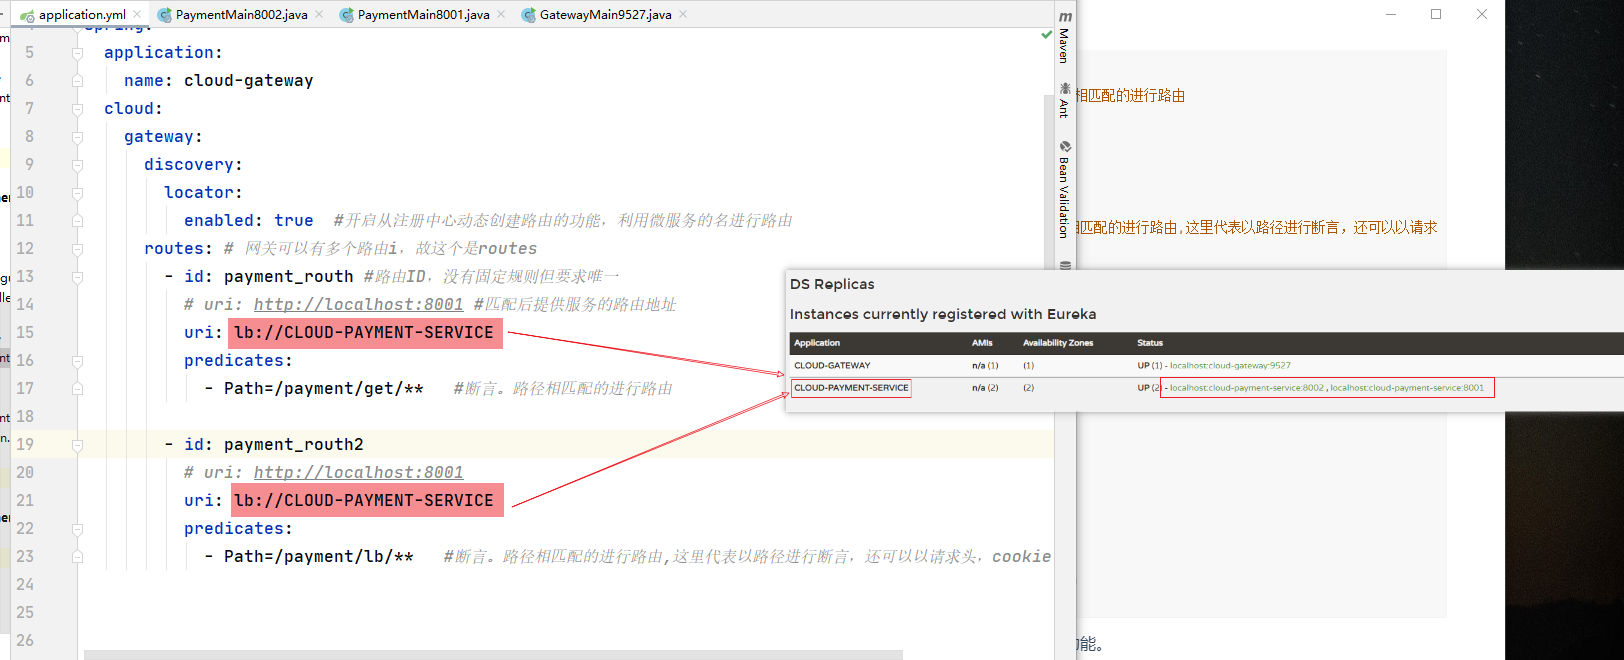 application.yml
PaymentMain8002.java
PaymentMain8001.java
GatewayMain9527.java
5 application:
6 name: cloud-gateway
7 cloud:
8 gateway:
9 discovery:
10 locator:
11 enabled: true #开启从注册中心动态创建路由的功能，利用微服务的名进行路由
12 routes: # 网关可以有多个路由i，故这个是routes
13 - id: payment_routh #路由ID，没有固定规则但要求唯一
14 # uri: http://localhost:8001 #匹配后提供服务的路由地址
15 uri: lb://CLOUD-PAYMENT-SERVICE
16 predicates:
17 - Path=/payment/get/** #断言。路径相匹配的进行路由
18
19 - id: payment_routh2
20 # uri: http://localhost:8001
21 uri: lb://CLOUD-PAYMENT-SERVICE
22 predicates:
23 - Path=/payment/lb/** #断言。路径相匹配的进行路由,这里代表以路径进行断言，还可以以请求头，cookie
24
25
26
m Maven
Ant
Bean Validation
相匹配的进行路由
匹配的进行路由,这里代表以路径进行断言，还可以以请求
DS Replicas
Instances currently registered with Eureka
Application AMIs Availability Zones Status
CLOUD-GATEWAY n/a (1) (1) UP (1) - localhost:cloud-gateway:9527
CLOUD-PAYMENT-SERVICE n/a (2) (2) UP (2) - localhost:cloud-payment-service:8002 , localhost:cloud-payment-service:8001
能。